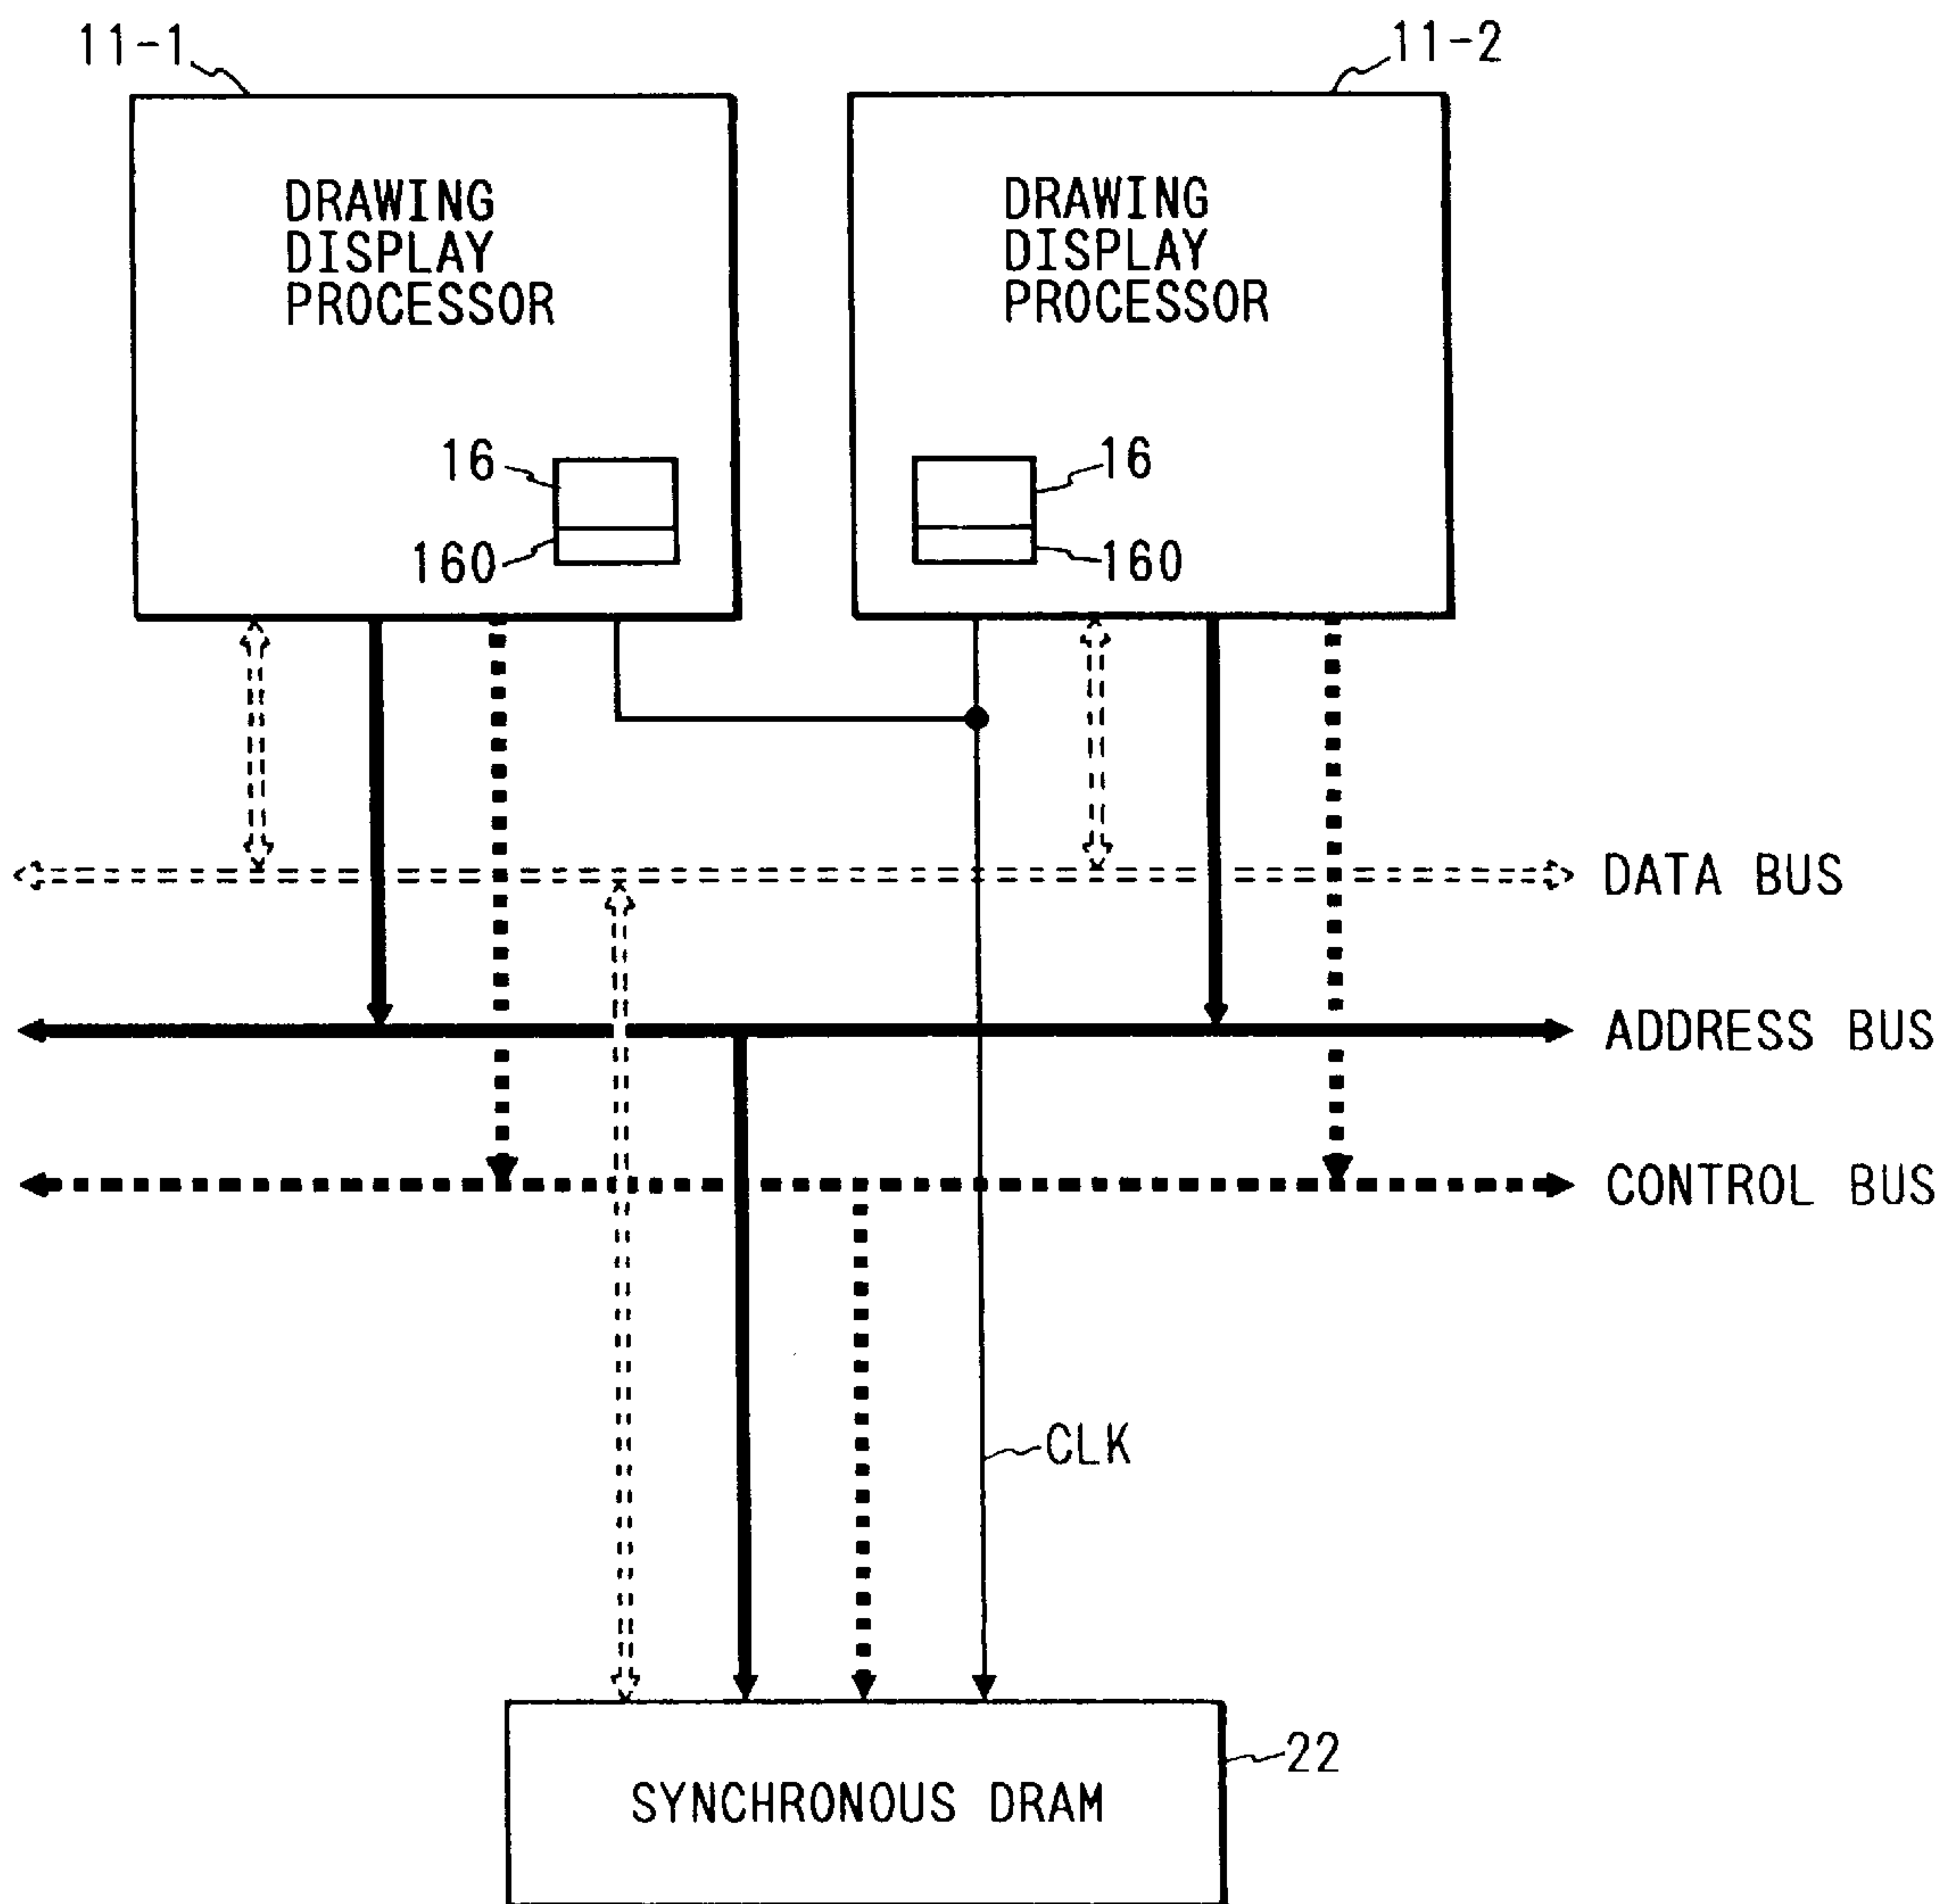 11-1
11-2
DRAWING
DISPLAY
PROCESSOR
DRAWING
DISPLAY
PROCESSOR
16
160
16
160
DATA BUS
ADDRESS BUS
CONTROL BUS
CLK
22
SYNCHRONOUS DRAM